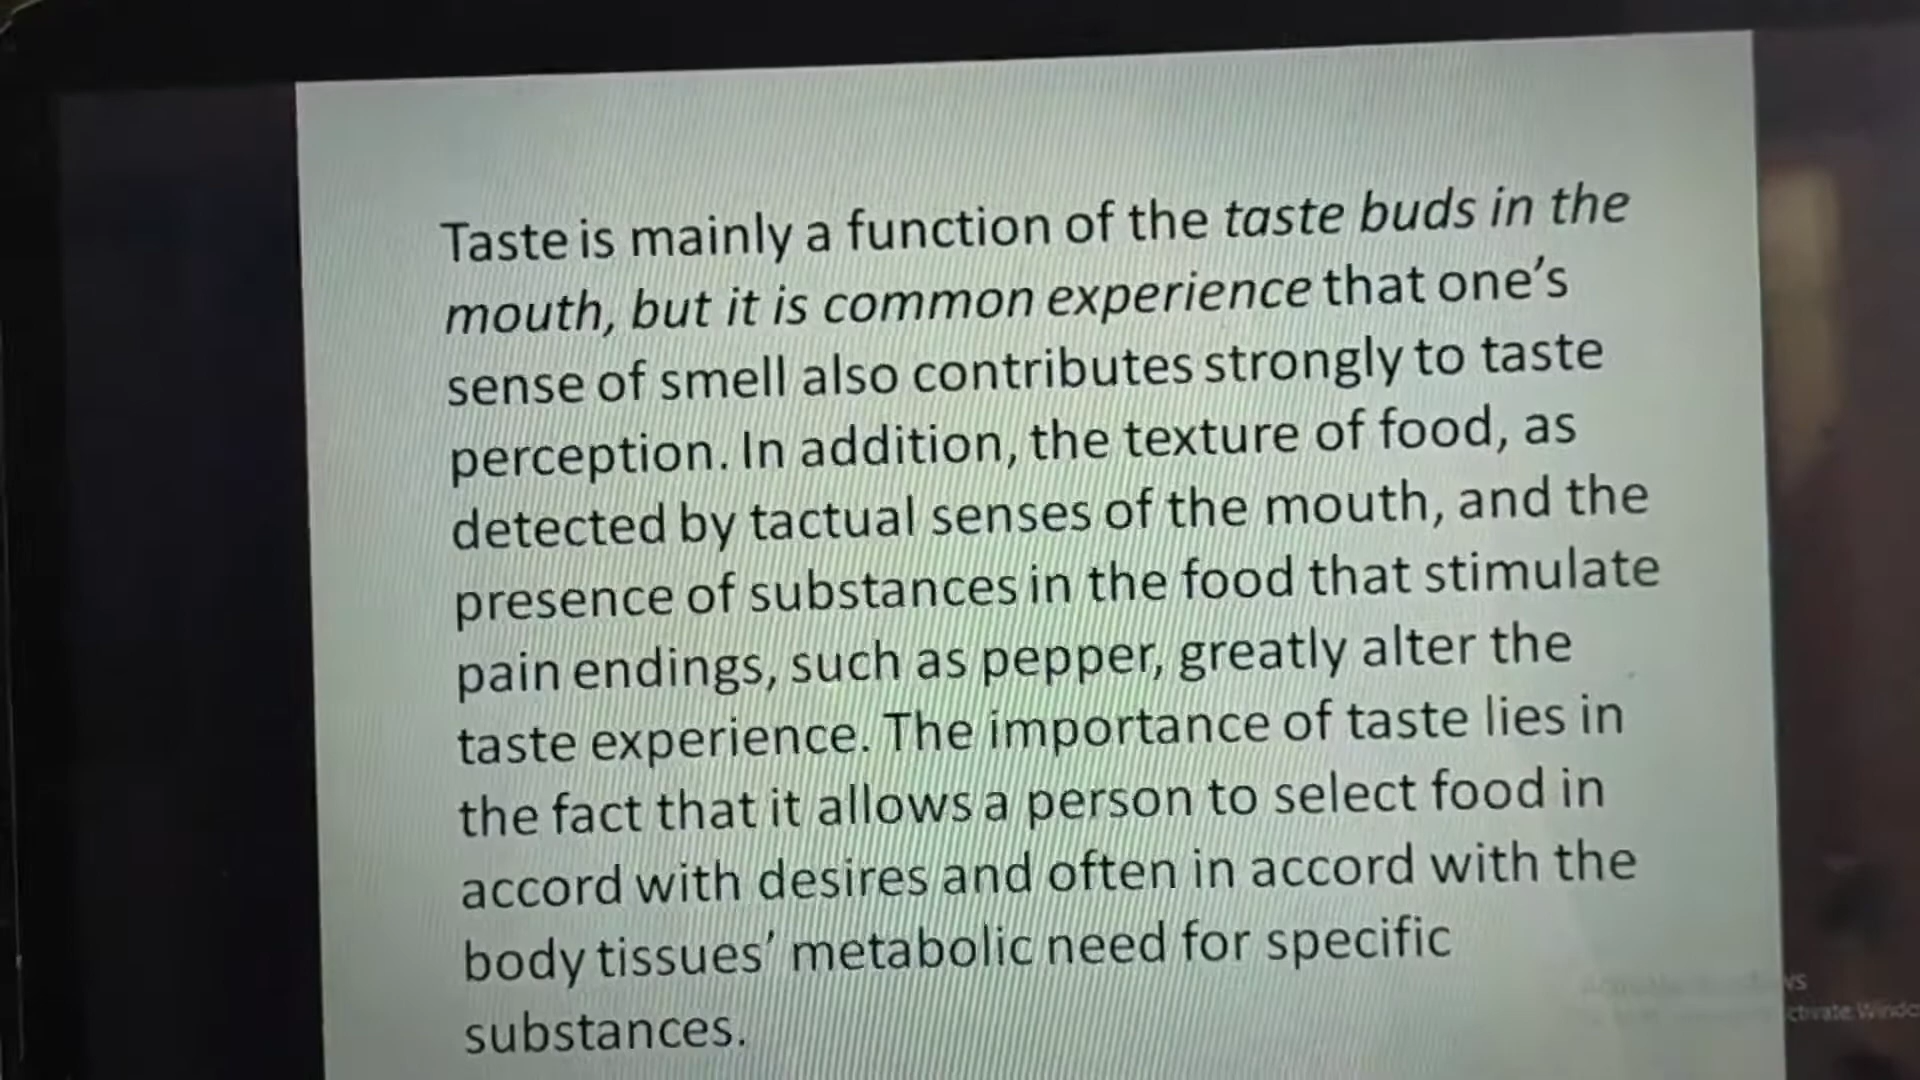 Taste is mainly a function of the taste buds in the
mouth, but it is common experience that one's
sense of smell also contributes strongly to taste
perception. In addition, the texture of food, as
detected by tactual senses of the mouth, and the
presence of substances in the food that stimulate
pain endings, such as pepper, greatly alter the
taste experience. The importance of taste lies in
the fact that it allows a person to select food in
accord with desires and often in accord with the
body tissues' metabolic need for specific
substances.